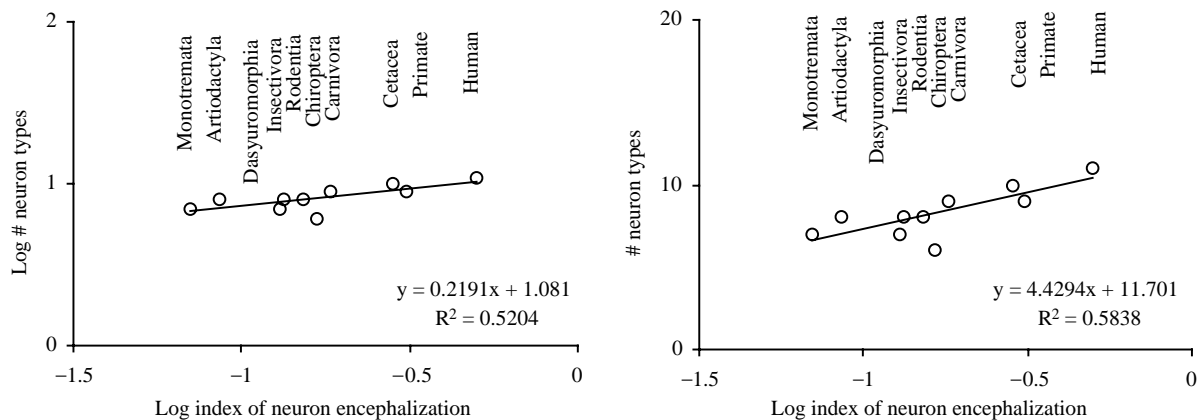 2
1
0
Log # neuron types
Monotremata
Artiodactyla
Dasyuromorphia
Insectivora
Rodentia
Chiroptera
Carnivora
Cetacea
Primate
Human
y = 0.2191x + 1.081
R² = 0.5204
−1.5
−1
−0.5
0
Log index of neuron encephalization
20
10
0
# neuron types
Monotremata
Artiodactyla
Dasyuromorphia
Insectivora
Rodentia
Chiroptera
Carnivora
Cetacea
Primate
Human
y = 4.4294x + 11.701
R² = 0.5838
−1.5
−1
−0.5
0
Log index of neuron encephalization